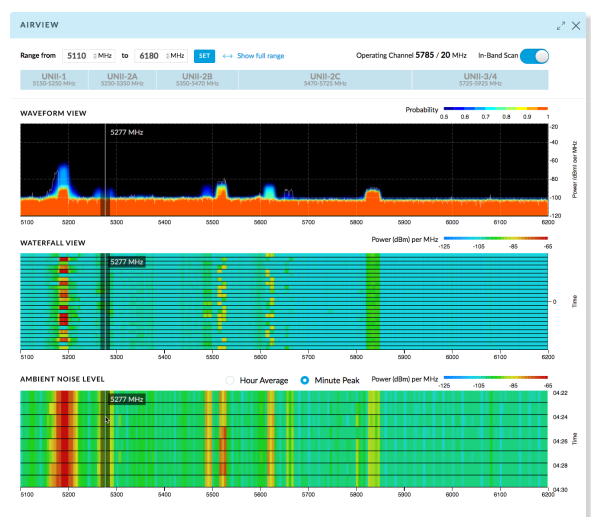 AIRVIEW
Range from 5110 MHz to 6180 MHz SET Show full range Operating Channel 5785 / 20 MHz In-Band Scan
UNII-1 UNII-2A UNII-2B UNII-2C UNII-3/4
5150-5250 MHz 5250-5350 MHz 5350-5470 MHz 5470-5725 MHz 5725-5925 MHz
WAVEFORM VIEW
Probability 0.5 0.6 0.7 0.8 0.9 1
5277 MHz
-20
-40
-60
-80
-100
-120
Power (dBm) per MHz
5100 5200 5300 5400 5500 5600 5700 5800 5900 6000 6100 6200
WATERFALL VIEW
Power (dBm) per MHz -125 -105 -85 -65
5277 MHz
0
Time
5100 5200 5300 5400 5500 5600 5700 5800 5900 6000 6100 6200
AMBIENT NOISE LEVEL
Hour Average Minute Peak Power (dBm) per MHz -125 -105 -85 -65
5277 MHz
04:22
04:24
04:26
04:28
04:30
Time
5100 5200 5300 5400 5500 5600 5700 5800 5900 6000 6100 6200